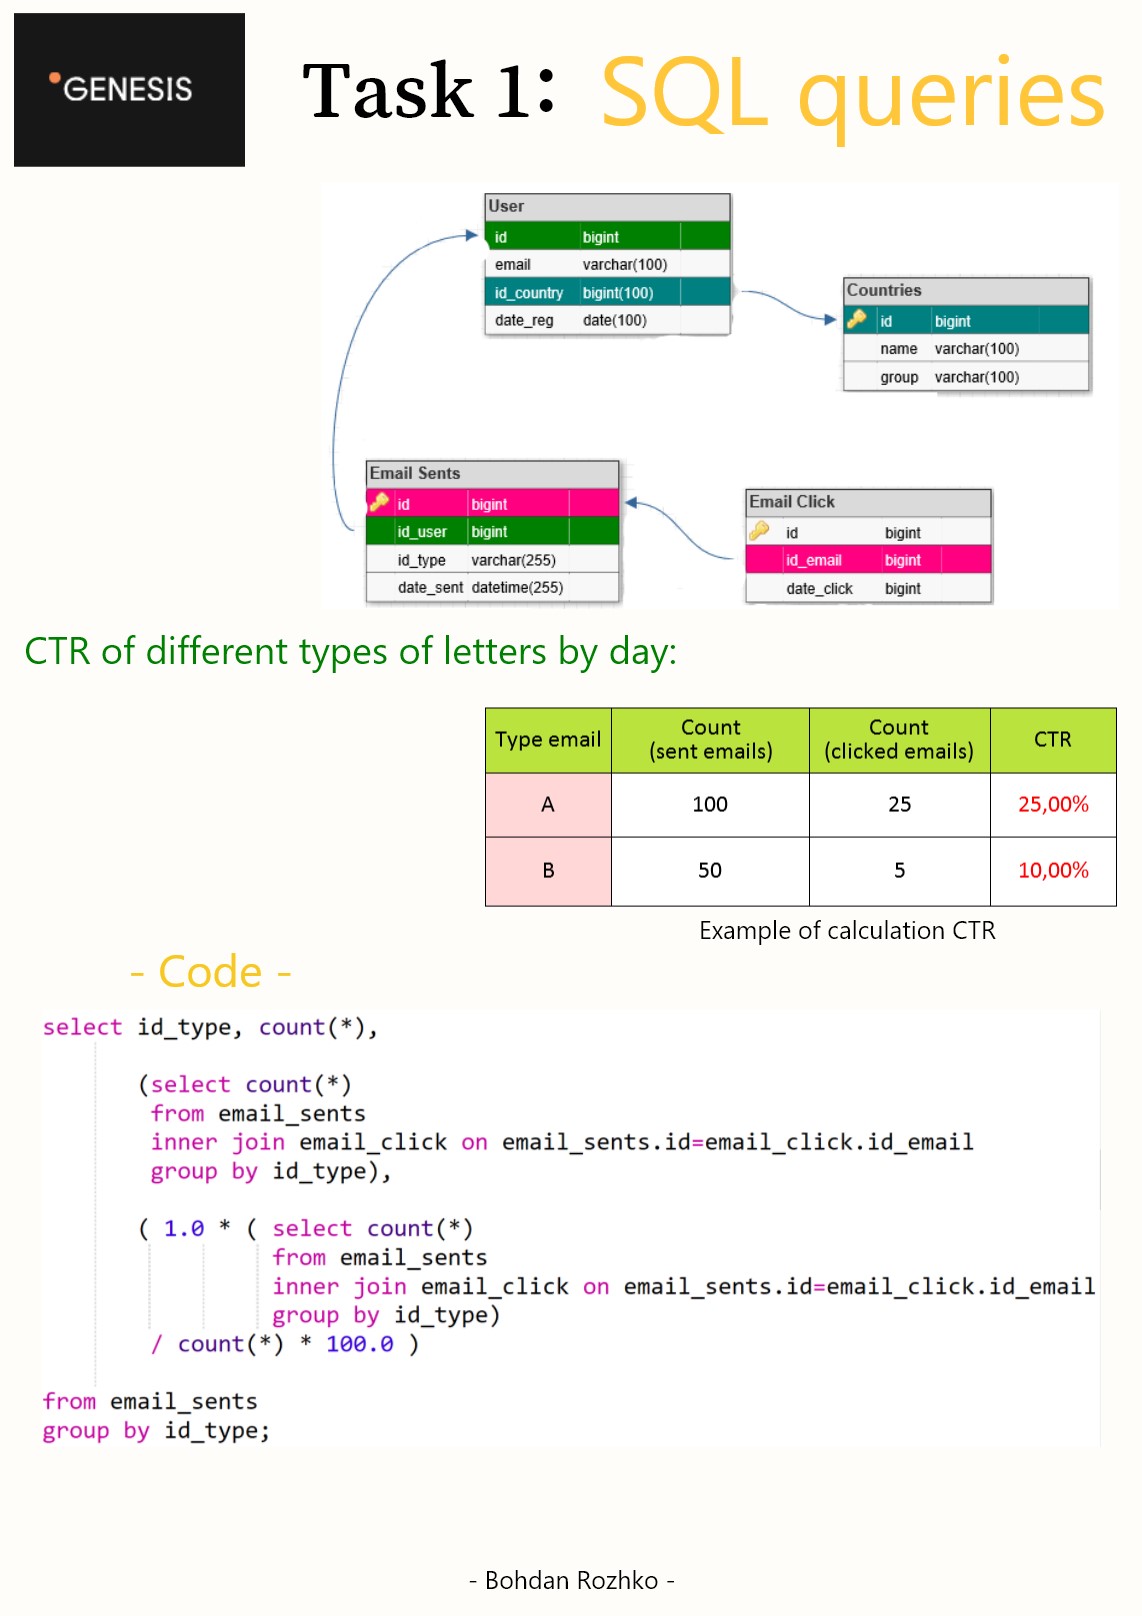 GENESIS
Task 1: SQL queries
User
id bigint
email varchar(100)
id_country bigint(100)
date_reg date(100)
Countries
id bigint
name varchar(100)
group varchar(100)
Email Sents
id bigint
id_user bigint
id_type varchar(255)
date_sent datetime(255)
Email Click
id bigint
id_email bigint
date_click bigint
CTR of different types of letters by day:
Type email Count (sent emails) Count (clicked emails) CTR
A 100 25 25,00%
B 50 5 10,00%
Example of calculation CTR
- Code -
select id_type, count(*),
(select count(*)
from email_sents
inner join email_click on email_sents.id=email_click.id_email
group by id_type),
( 1.0 * ( select count(*)
from email_sents
inner join email_click on email_sents.id=email_click.id_email
group by id_type)
/ count(*) * 100.0 )
from email_sents
group by id_type;
- Bohdan Rozhko -